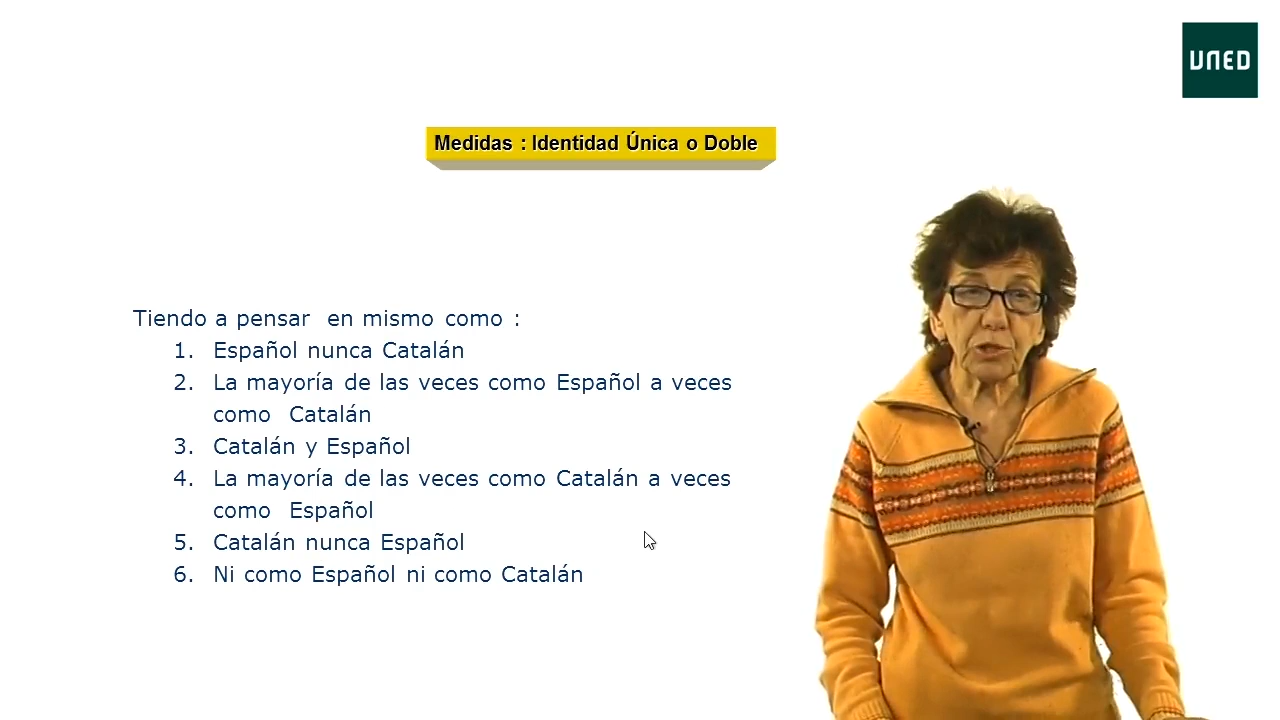 UNED
Medidas : Identidad Única o Doble
Tiendo a pensar en mismo como :
1. Español nunca Catalán
2. La mayoría de las veces como Español a veces
como Catalán
3. Catalán y Español
4. La mayoría de las veces como Catalán a veces
como Español
5. Catalán nunca Español
6. Ni como Español ni como Catalán